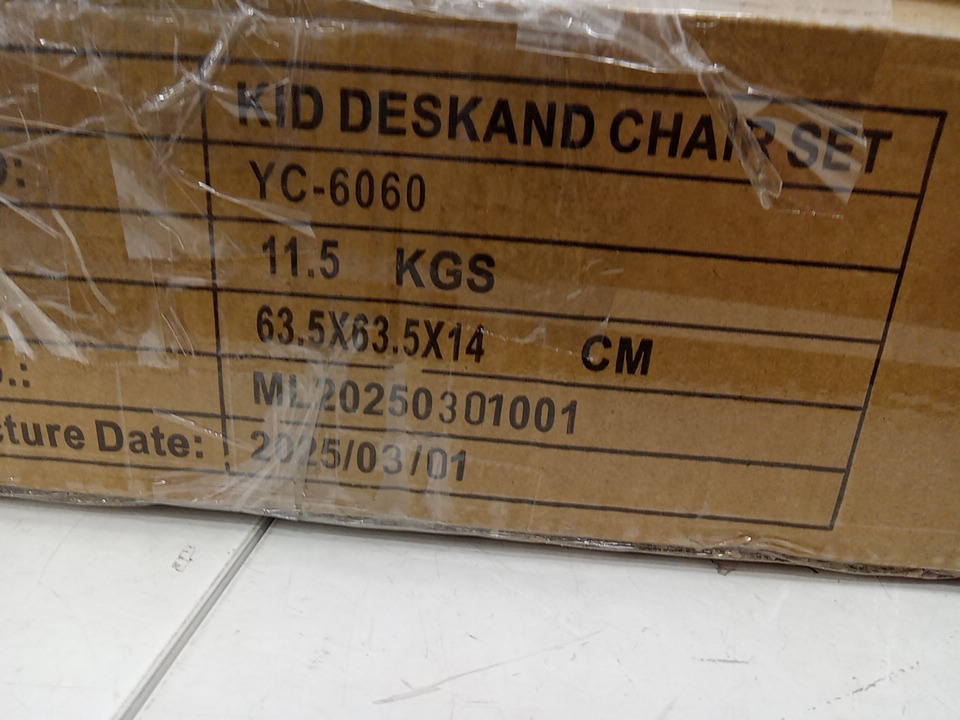 KID DESKAND CHAIR SET
O: YC-6060
11.5 KGS
63.5X63.5X14 CM
o.: ML20250301001
cture Date: 2025/03/01